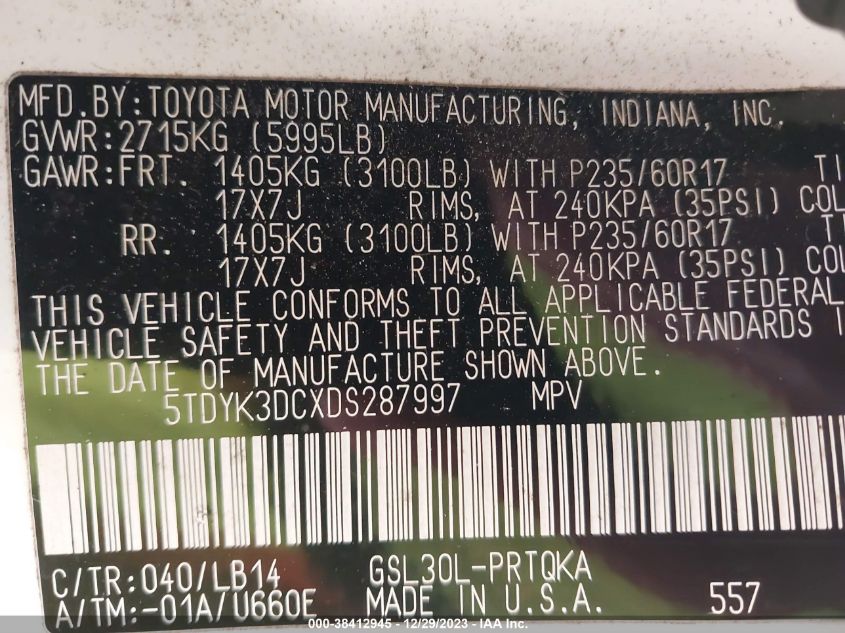 MFD.BY:TOYOTA MOTOR MANUFACTURING, INDIANA, INC.
GVWR:2715KG (5995LB)
GAWR:FRT. 1405KG (3100LB) WITH P235/60R17
17X7J RIMS, AT 240KPA (35PSI)
RR. 1405KG (3100LB) WITH P235/60R17
17X7J RIMS, AT 240KPA (35PSI)
THIS VEHICLE CONFORMS TO ALL APPLICABLE FEDERAL
VEHICLE SAFETY AND THEFT PREVENTION STANDARDS
THE DATE OF MANUFACTURE SHOWN ABOVE.
5TDYK3DCXDS287997 MPV
C/TR:040/LB14 GSL30L-PRTQKA
A/TM:-01A/U660E MADE IN U.S.A. 557
000-38412945 - 12/29/2023 - IAA Inc.